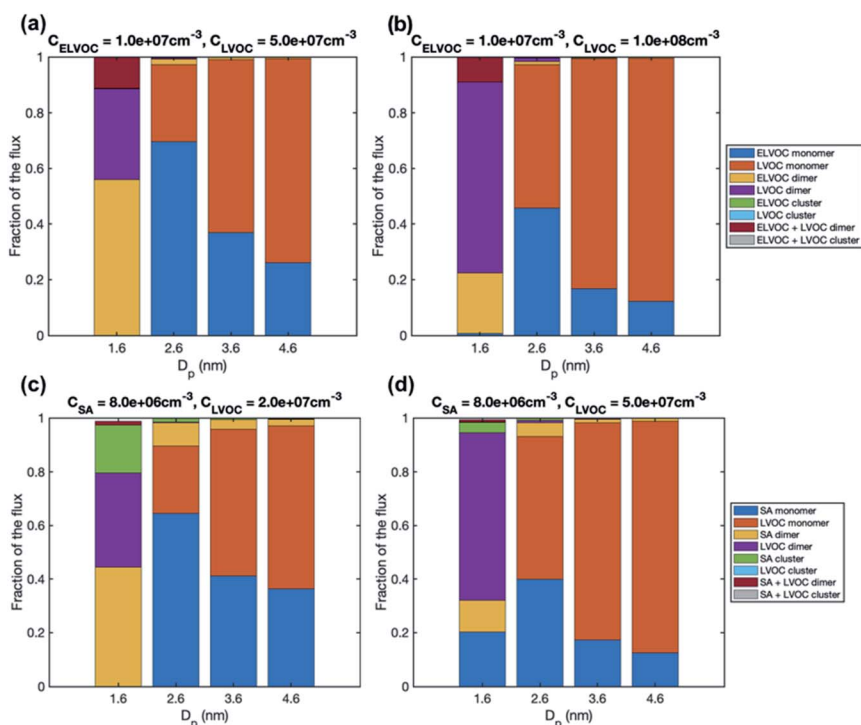 (a)
C_ELVOC = 1.0e+07cm⁻³, C_LVOC = 5.0e+07cm⁻³
Fraction of the flux
1
0.8
0.6
0.4
0.2
0
1.6 2.6 3.6 4.6
D_p (nm)
(b)
C_ELVOC = 1.0e+07cm⁻³, C_LVOC = 1.0e+08cm⁻³
Fraction of the flux
1
0.8
0.6
0.4
0.2
0
1.6 2.6 3.6 4.6
D_p (nm)
ELVOC monomer
LVOC monomer
ELVOC dimer
LVOC dimer
ELVOC cluster
LVOC cluster
ELVOC + LVOC dimer
ELVOC + LVOC cluster
(c)
C_SA = 8.0e+06cm⁻³, C_LVOC = 2.0e+07cm⁻³
Fraction of the flux
1
0.8
0.6
0.4
0.2
0
1.6 2.6 3.6 4.6
D_p (nm)
(d)
C_SA = 8.0e+06cm⁻³, C_LVOC = 5.0e+07cm⁻³
Fraction of the flux
1
0.8
0.6
0.4
0.2
0
1.6 2.6 3.6 4.6
D_p (nm)
SA monomer
LVOC monomer
SA dimer
LVOC dimer
SA cluster
LVOC cluster
SA + LVOC dimer
SA + LVOC cluster